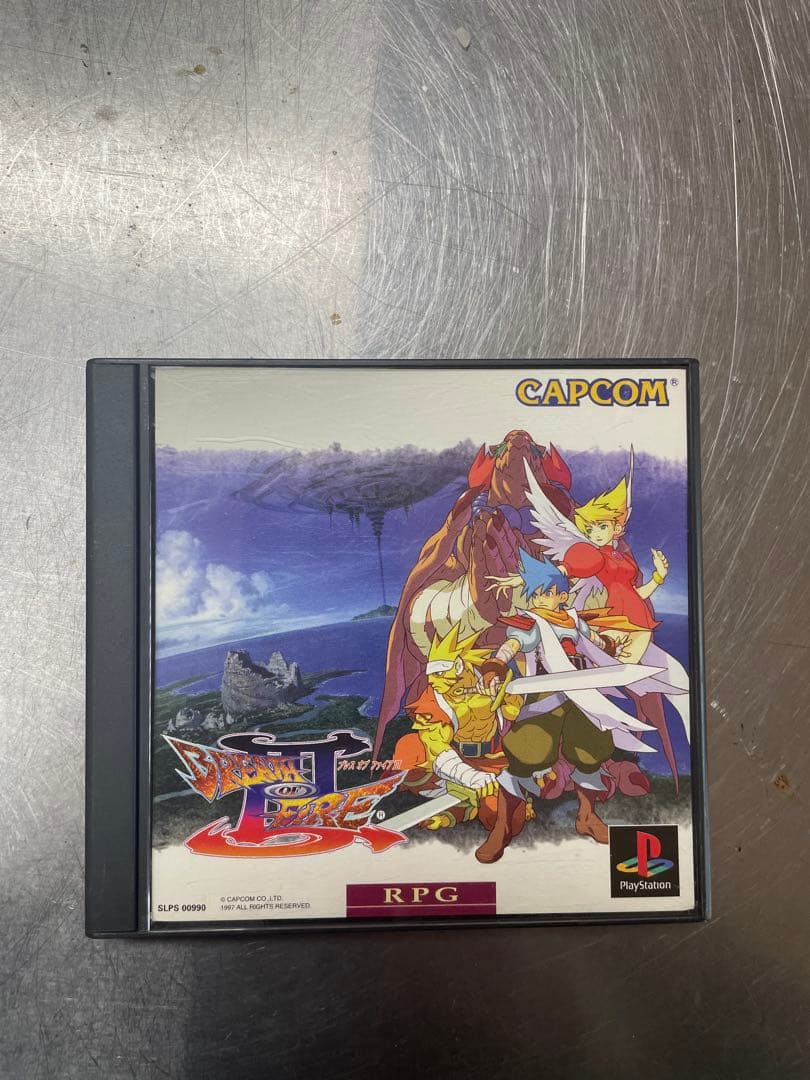 CAPCOM®
BREATH
OF
FIRE®
III
ブレス オブ ファイアIII
RPG
PlayStation
SLPS 00990
© CAPCOM CO.,LTD.
1997 ALL RIGHTS RESERVED.